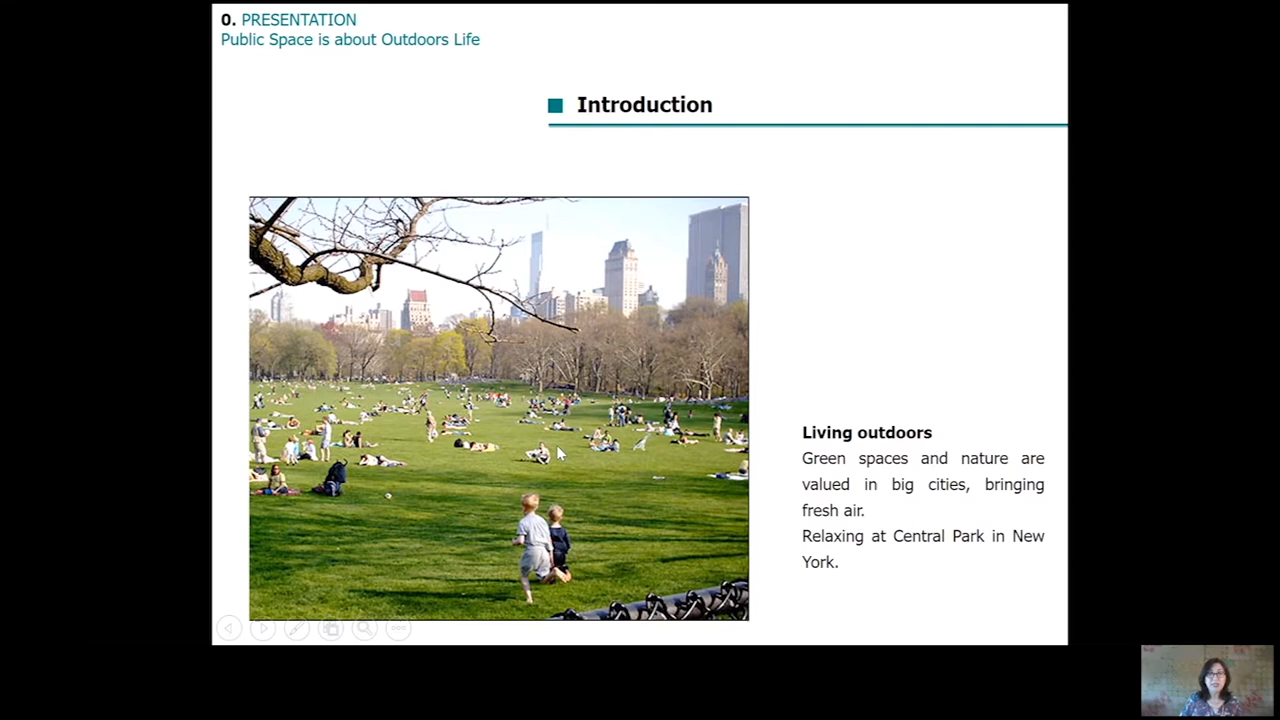 0. PRESENTATION
Public Space is about Outdoors Life
Introduction
Living outdoors
Green spaces and nature are
valued in big cities, bringing
fresh air.
Relaxing at Central Park in New
York.